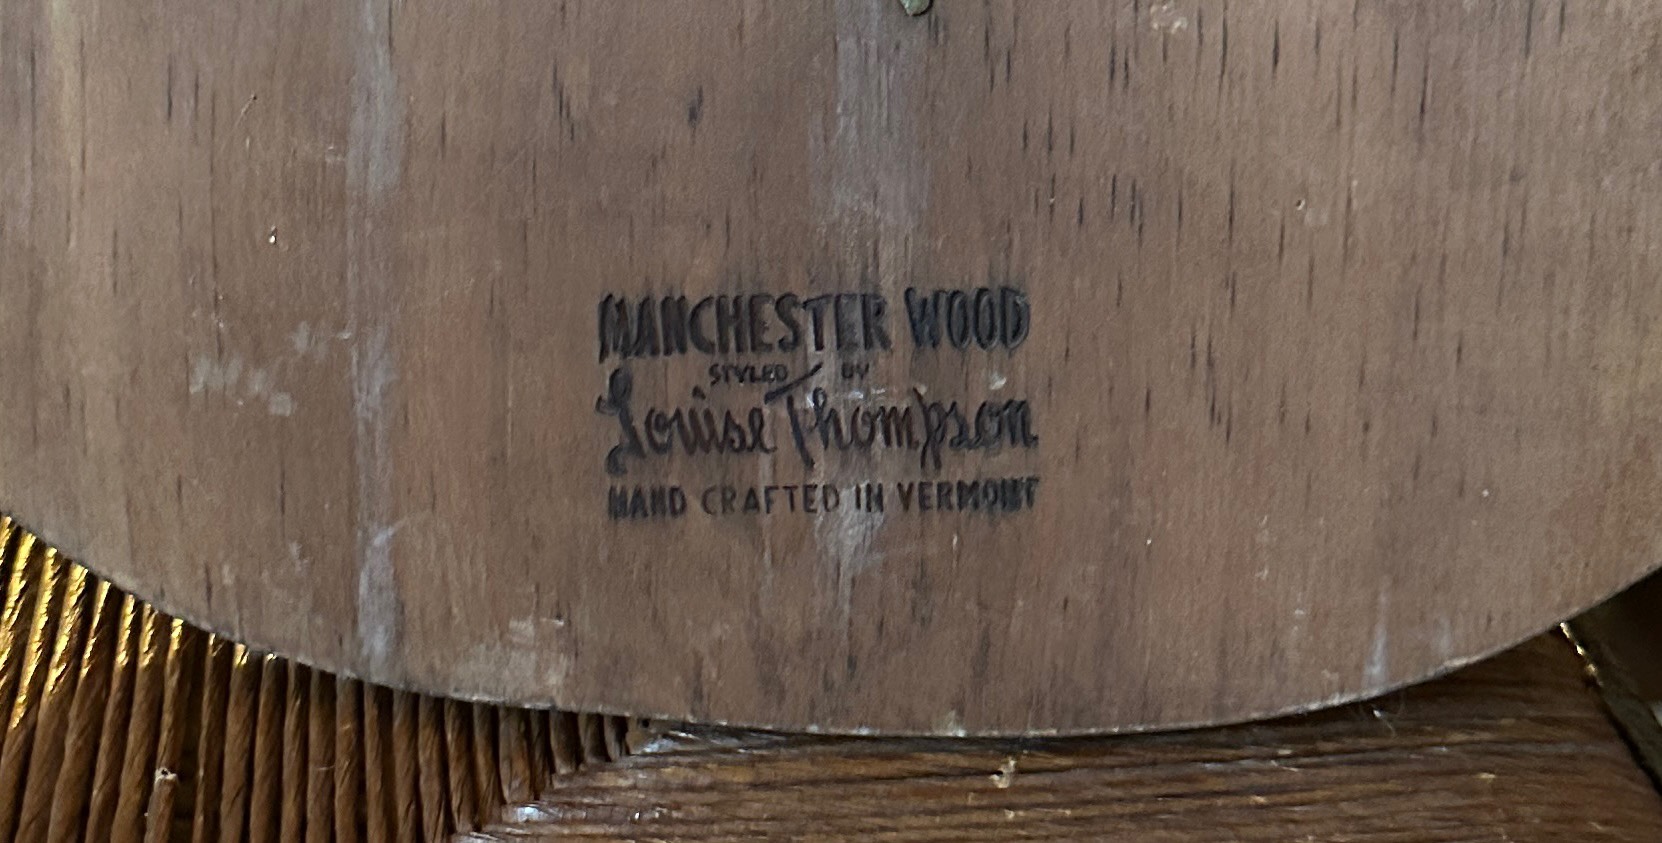 MANCHESTER WOOD
STYLED BY
Louise Thompson
HAND CRAFTED IN VERMONT